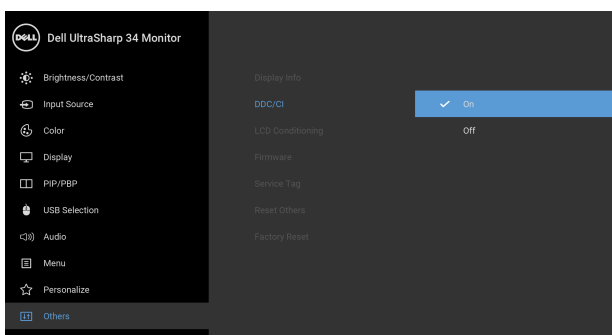 DELL Dell UltraSharp 34 Monitor
Brightness/Contrast Display Info
Input Source DDC/CI On
Color LCD Conditioning Off
Display Firmware
PIP/PBP Service Tag
USB Selection Reset Others
Audio Factory Reset
Menu
Personalize
Others